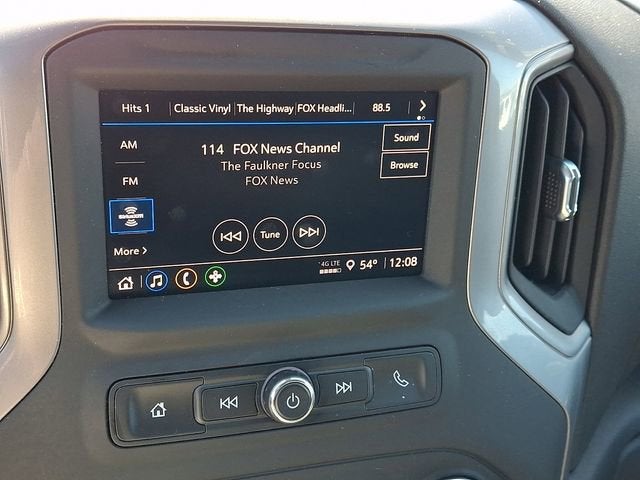 Hits 1 Classic Vinyl The Highway FOX Headli... 88.5
AM
114 FOX News Channel
Sound
The Faulkner Focus
Browse
FM
FOX News
SiriusXM
Tune
More
4G LTE 54° 12:08